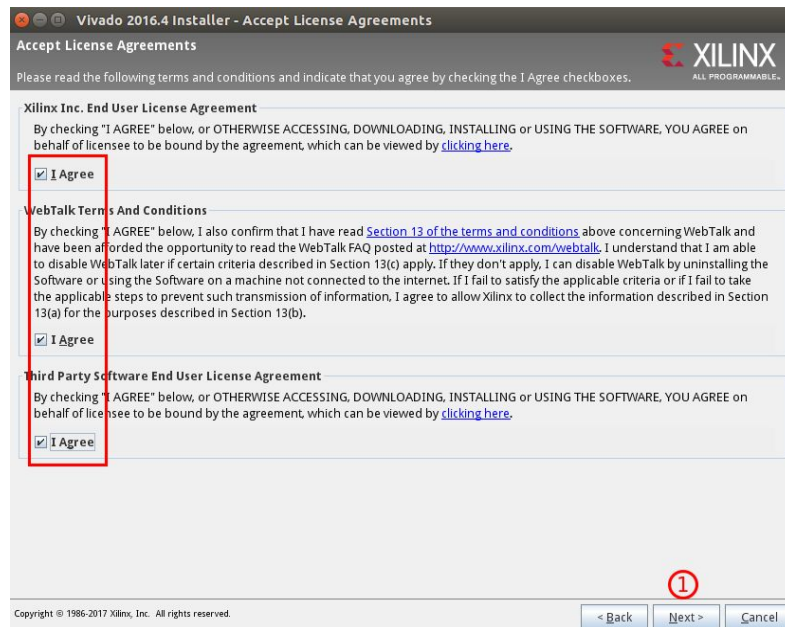 Vivado 2016.4 Installer - Accept License Agreements
Accept License Agreements
XILINX
ALL PROGRAMMABLE.
Please read the following terms and conditions and indicate that you agree by checking the I Agree checkboxes.
Xilinx Inc. End User License Agreement
By checking "I AGREE" below, or OTHERWISE ACCESSING, DOWNLOADING, INSTALLING or USING THE SOFTWARE, YOU AGREE on
behalf of licensee to be bound by the agreement, which can be viewed by clicking here.
I Agree
WebTalk Terms And Conditions
By checking "I AGREE" below, I also confirm that I have read Section 13 of the terms and conditions above concerning WebTalk and
have been afforded the opportunity to read the WebTalk FAQ posted at http://www.xilinx.com/webtalk. I understand that I am able
to disable WebTalk later if certain criteria described in Section 13(c) apply. If they don't apply, I can disable WebTalk by uninstalling the
Software or using the Software on a machine not connected to the internet. If I fail to satisfy the applicable criteria or if I fail to take
the applicable steps to prevent such transmission of information, I agree to allow Xilinx to collect the information described in Section
13(a) for the purposes described in Section 13(b).
I Agree
Third Party Software End User License Agreement
By checking "I AGREE" below, or OTHERWISE ACCESSING, DOWNLOADING, INSTALLING or USING THE SOFTWARE, YOU AGREE on
behalf of licensee to be bound by the agreement, which can be viewed by clicking here.
I Agree
1
Copyright © 1986-2017 Xilinx, Inc. All rights reserved.
< Back Next > Cancel